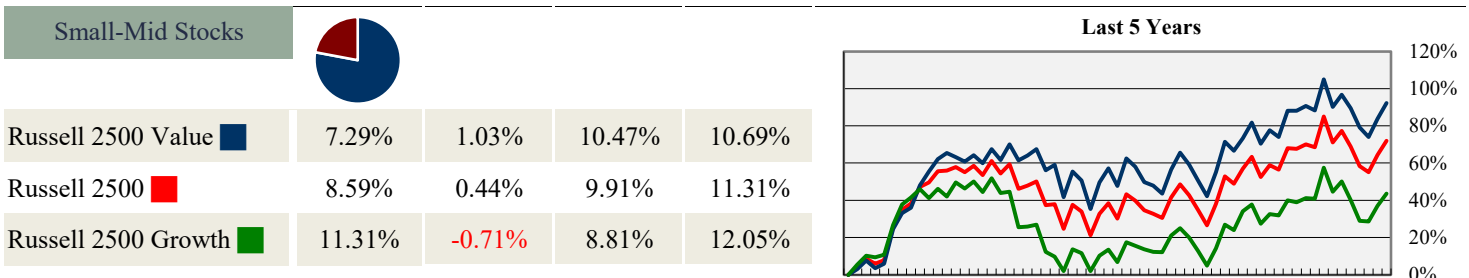 Small-Mid Stocks
Last 5 Years
120%
100%
Russell 2500 Value 7.29% 1.03% 10.47% 10.69%
80%
60%
Russell 2500 8.59% 0.44% 9.91% 11.31%
40%
Russell 2500 Growth 11.31% -0.71% 8.81% 12.05%
20%
0%